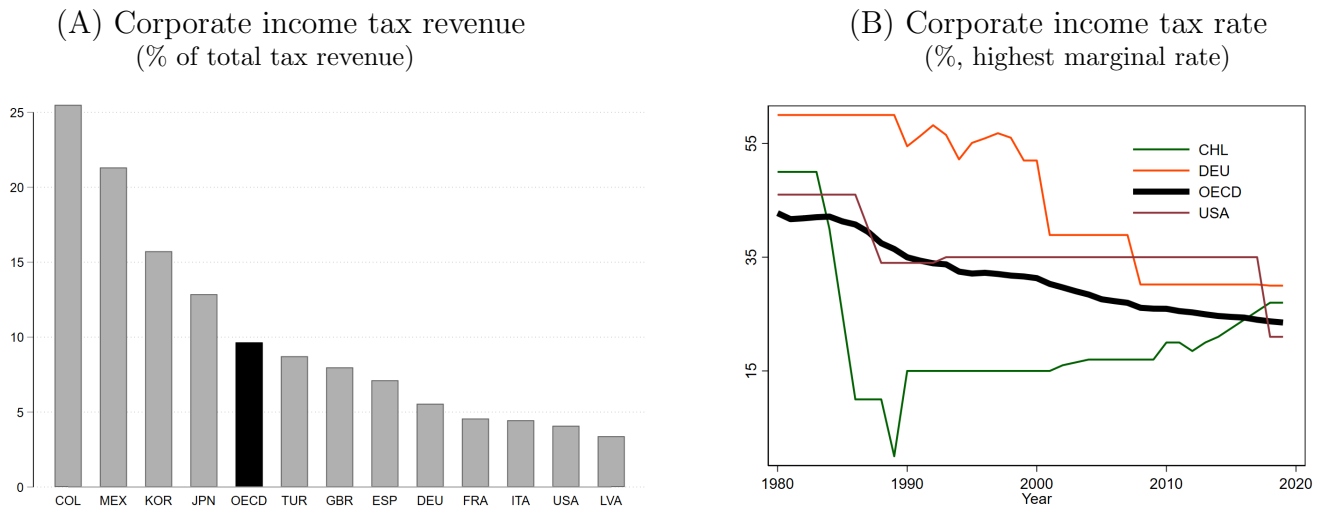 (A) Corporate income tax revenue
(% of total tax revenue)
25
20
15
10
5
0
COL MEX KOR JPN OECD TUR GBR ESP DEU FRA ITA USA LVA
(B) Corporate income tax rate
(%, highest marginal rate)
55
35
15
CHL
DEU
OECD
USA
1980 1990 2000 2010 2020
Year